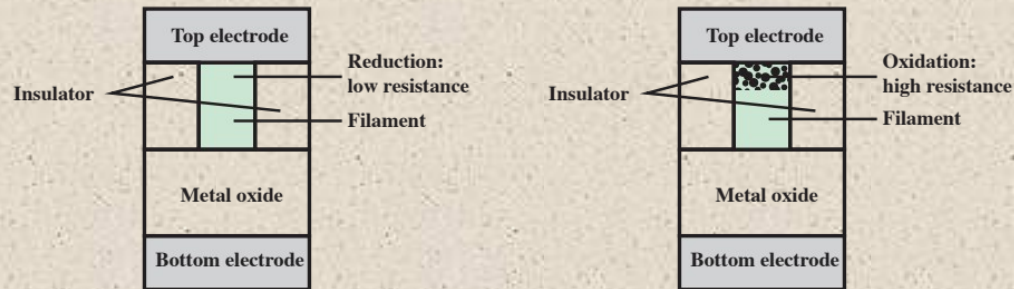 Top electrode
Insulator
Reduction:
low resistance
Filament
Metal oxide
Bottom electrode
Top electrode
Insulator
Oxidation:
high resistance
Filament
Metal oxide
Bottom electrode